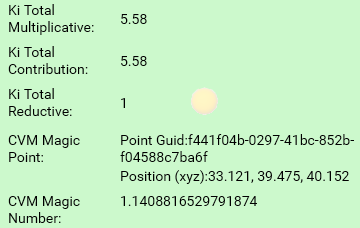 Ki Total Multiplicative: 5.58
Ki Total Contribution: 5.58
Ki Total Reductive: 1
CVM Magic Point: Point Guid:f441f04b-0297-41bc-852b-f04588c7ba6f
Position (xyz):33.121, 39.475, 40.152
CVM Magic Number: 1.1408816529791874